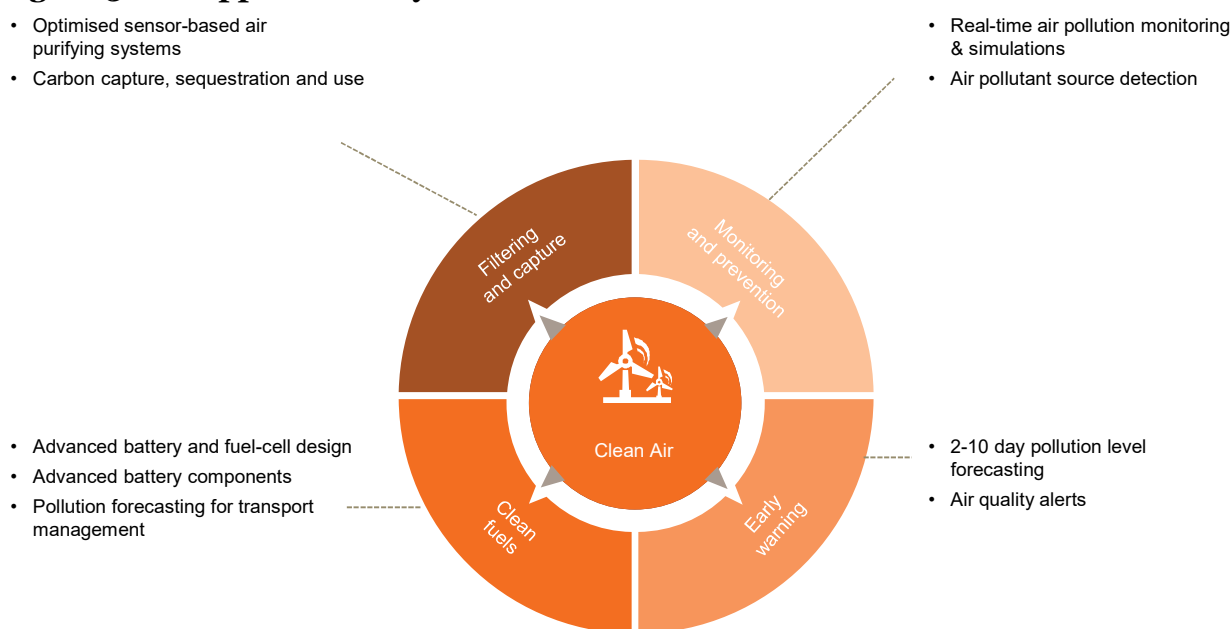 • Optimised sensor-based air
purifying systems
• Carbon capture, sequestration and use
• Real-time air pollution monitoring
& simulations
• Air pollutant source detection
Filtering
and capture
Monitoring
and prevention
Clean Air
• Advanced battery and fuel-cell design
• Advanced battery components
• Pollution forecasting for transport
management
Clean
fuels
Early
warning
• 2-10 day pollution level
forecasting
• Air quality alerts